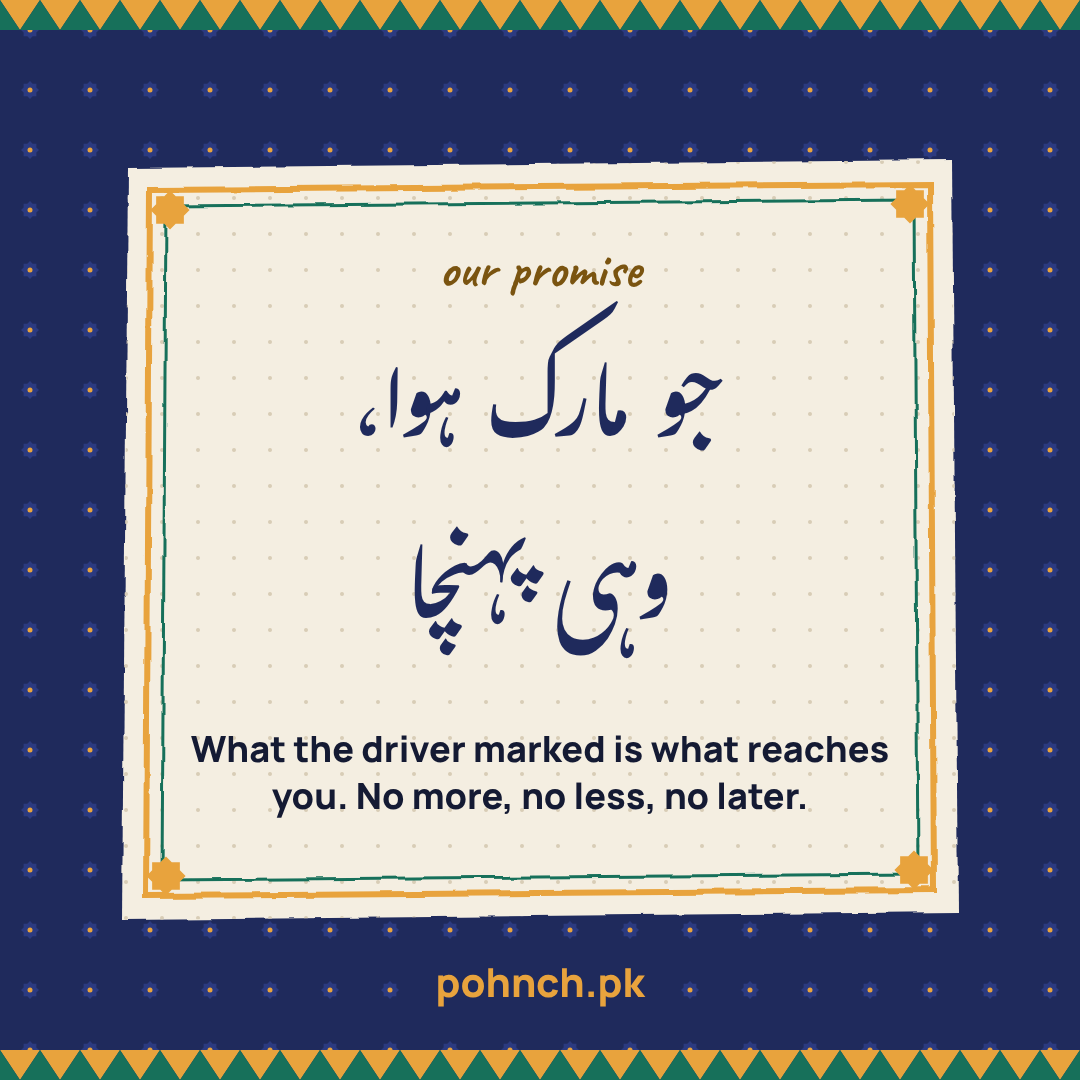 our promise
جو مارک ہوا،
وہی پہنچا
What the driver marked is what reaches
you. No more, no less, no later.
pohnch.pk